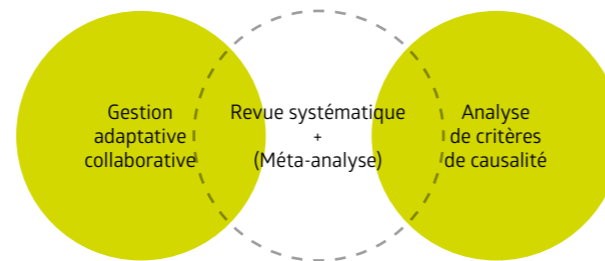 Gestion
adaptative
collaborative
Revue systématique
+
(Méta-analyse)
Analyse
de critères
de causalité